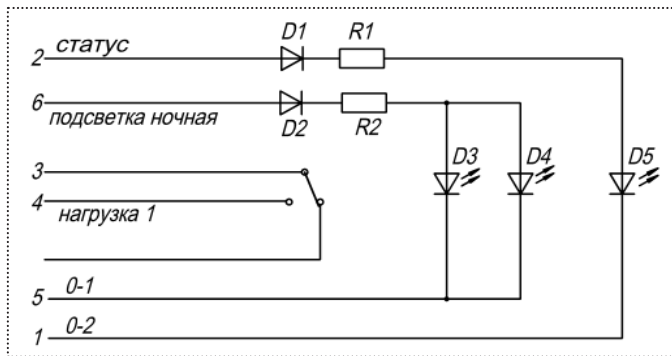 D1 R1
2 статус
6
подсветка ночная
D2 R2
D3 D4 D5
3
4
нагрузка 1
5 0-1
1 0-2